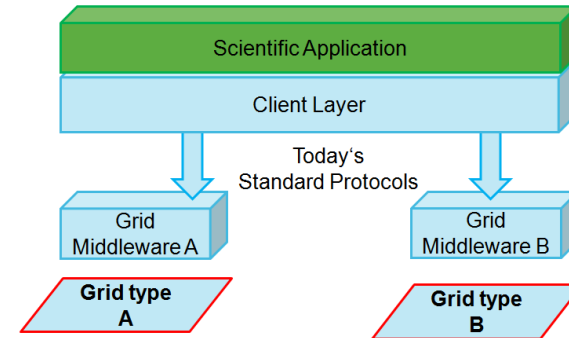 Scientific Application
Client Layer
Today‘s
Standard Protocols
Grid
Middleware A
Grid
Middleware B
Grid type
A
Grid type
B